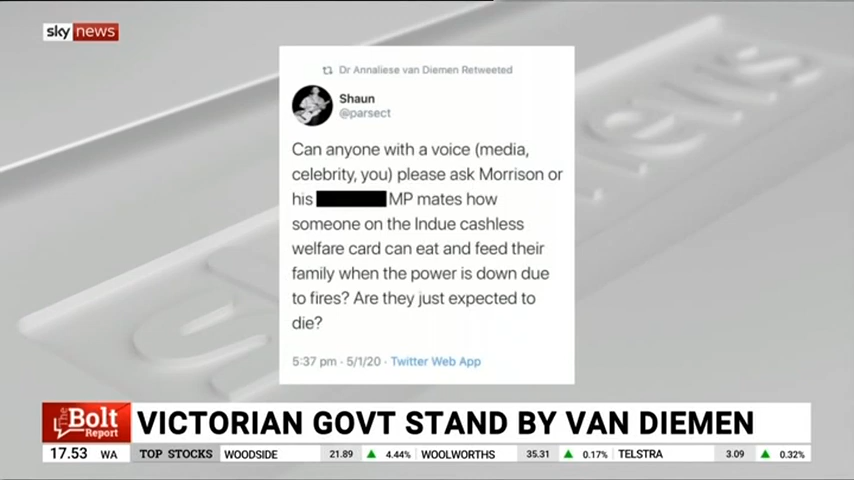 sky news
Dr Annaliese van Diemen Retweeted
Shaun
@parsect
Can anyone with a voice (media,
celebrity, you) please ask Morrison or
his MP mates how
someone on the Indue cashless
welfare card can eat and feed their
family when the power is down due
to fires? Are they just expected to
die?
5:37 pm · 5/1/20 · Twitter Web App
The Bolt Report
VICTORIAN GOVT STAND BY VAN DIEMEN
17.53 WA TOP STOCKS WOODSIDE 21.89 ▲ 4.44% WOOLWORTHS 35.31 ▲ 0.17% TELSTRA 3.09 ▲ 0.32%